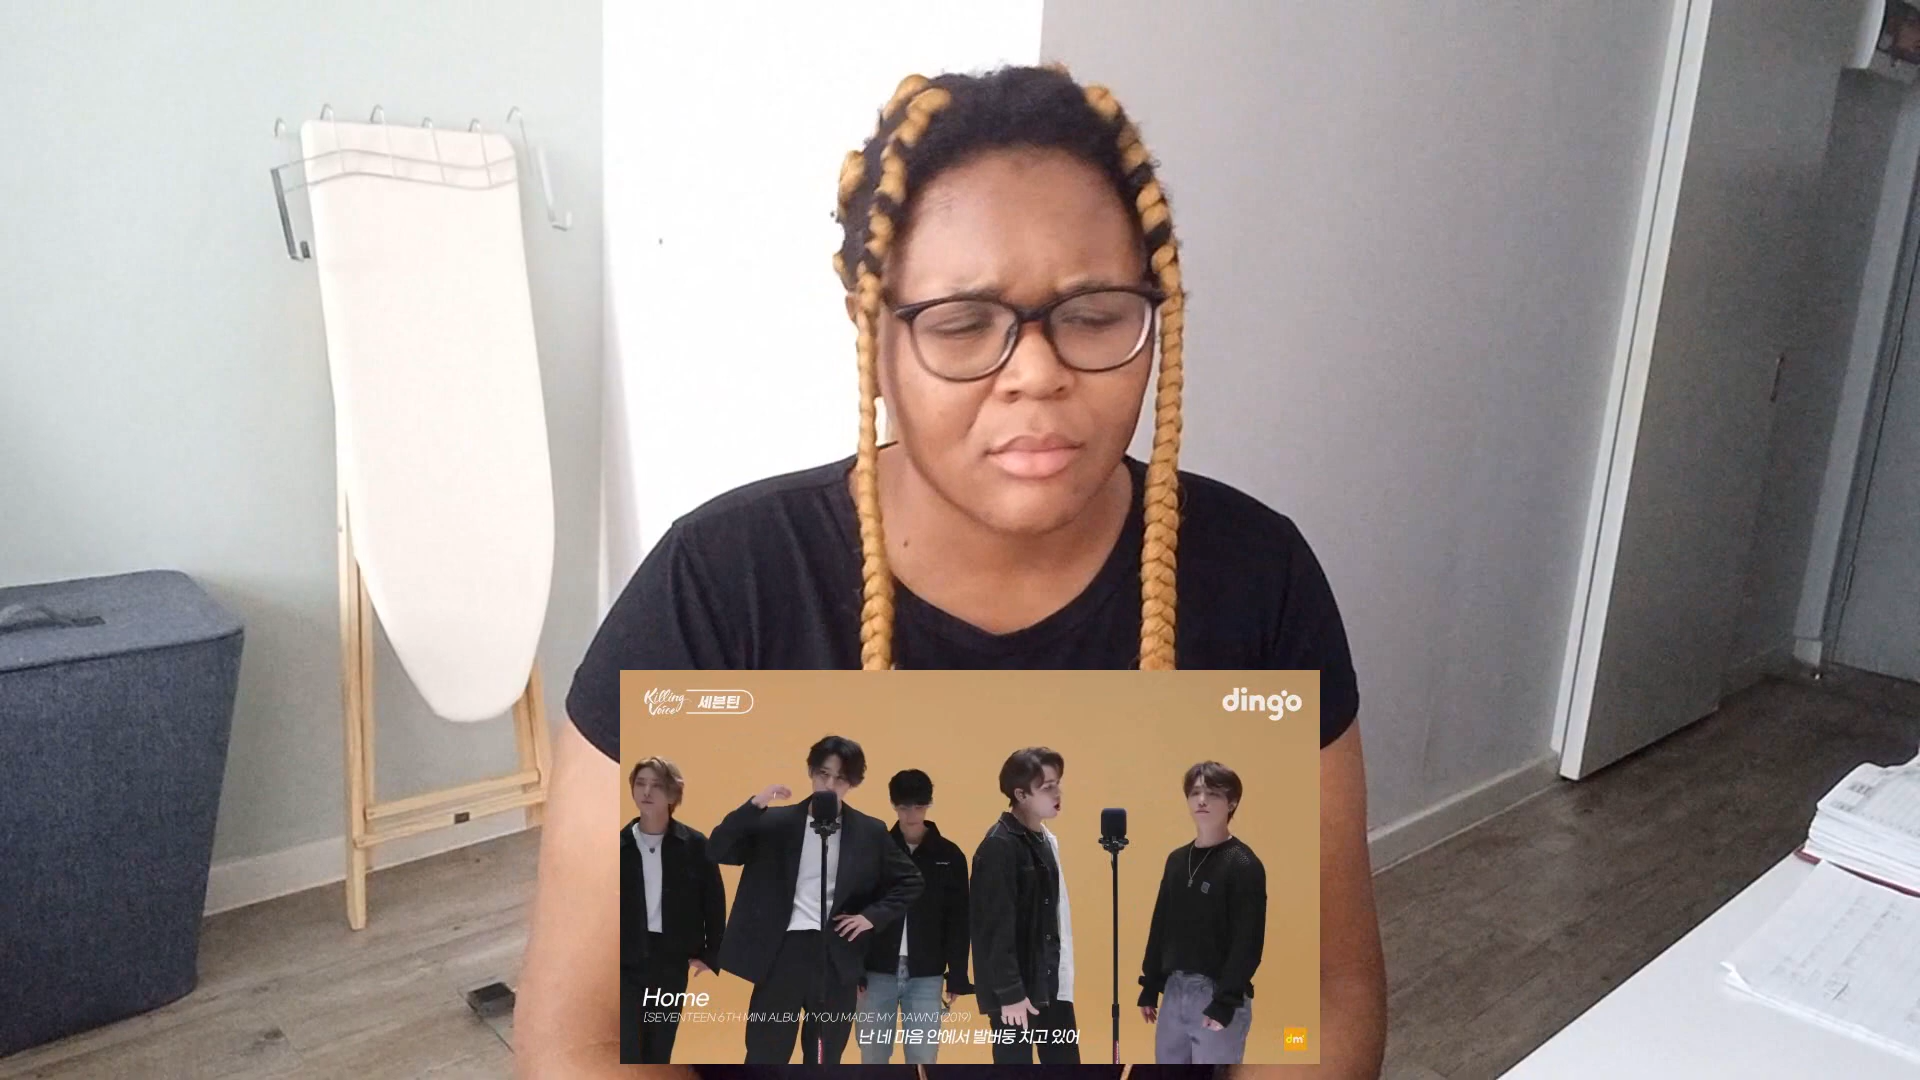 Killing Voice 세븐틴
dingo
Home
[SEVENTEEN 6TH MINI ALBUM 'YOU MADE MY DAWN'] (2019)
난 네 마음 안에서 발버둥 치고 있어
dm